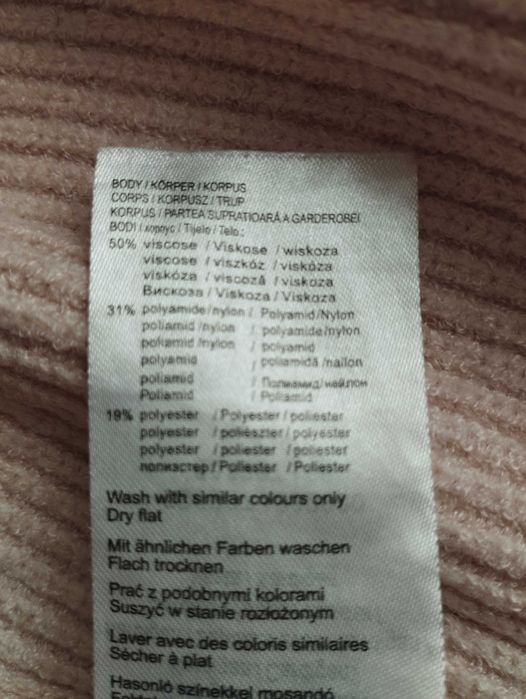 BODY / KÖRPER / KORPUS
CORPS / KORPUSZ / TRUP
KORPUS / PARTEA SUPRATIOARĂ A GARDEROBEI
BODI / корпус / Tijelo / Telo :
50% viscose / Viskose / wiskoza
viscose / viszkóz / viskóza
viskóza / viscoză / viskoza
Вискоза / Viskoza / Viskoza
31% polyamide/nylon / Polyamid/Nylon
poliamid/nylon / polyamide/nylon
poliamid/nylon / polyamid
polyamid / poliamidă/nailon
poliamid / Полиамид/найлон
Poliamid / Poliamid
19% polyester / Polyester / poliester
polyester / poliészter / polyester
polyester / polyester / poliester
полиэстер / Poliester / Poliester
Wash with similar colours only
Dry flat
Mit ähnlichen Farben waschen
Flach trocknen
Prać z podobnymi kolorami
Suszyć w stanie rozłożonym
Laver avec des coloris similaires
Sécher à plat
Hasonló színekkel mosandó